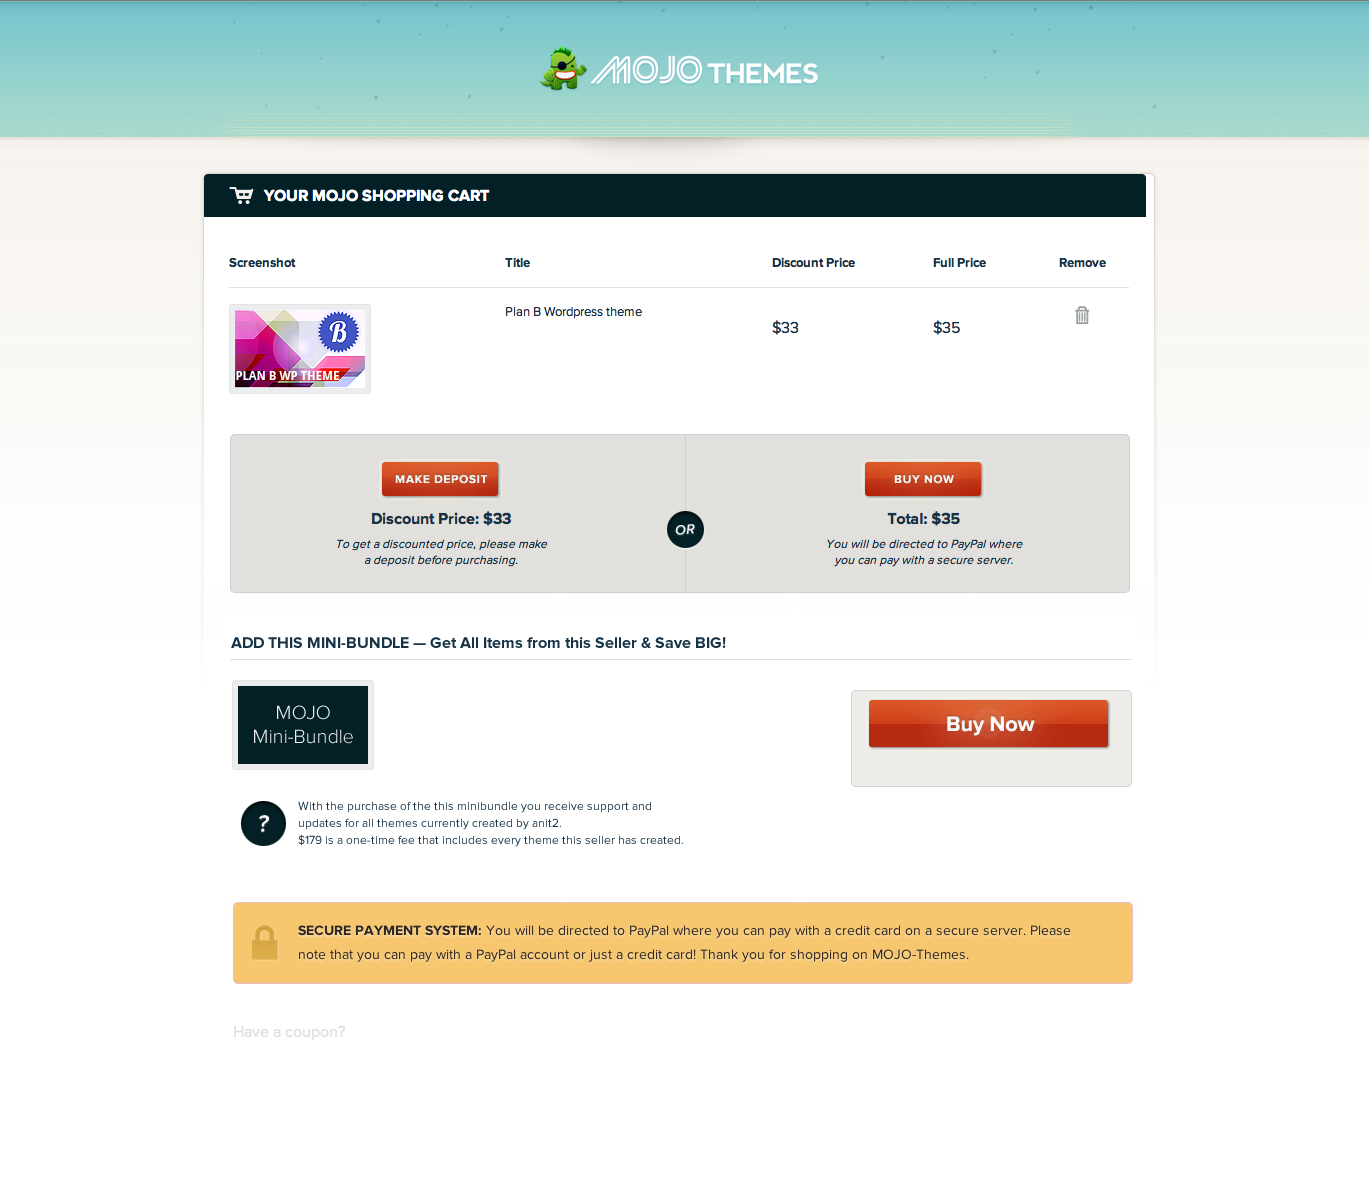 MOJO THEMES
YOUR MOJO SHOPPING CART
Screenshot Title Discount Price Full Price Remove
Plan B Wordpress theme
$33 $35
B
PLAN B WP THEME
MAKE DEPOSIT
Discount Price: $33
To get a discounted price, please make
a deposit before purchasing.
OR
BUY NOW
Total: $35
You will be directed to PayPal where
you can pay with a secure server.
ADD THIS MINI-BUNDLE — Get All Items from this Seller & Save BIG!
MOJO
Mini-Bundle
Buy Now
?
With the purchase of the this minibundle you receive support and
updates for all themes currently created by anit2.
$179 is a one-time fee that includes every theme this seller has created.
SECURE PAYMENT SYSTEM: You will be directed to PayPal where you can pay with a credit card on a secure server. Please
note that you can pay with a PayPal account or just a credit card! Thank you for shopping on MOJO-Themes.
Have a coupon?